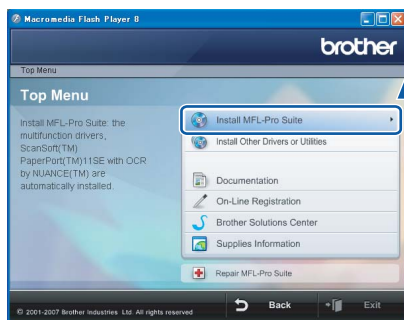 Macromedia Flash Player 8
brother
Top Menu
Top Menu
Install MFL-Pro Suite: the
multifunction drivers,
ScanSoft(TM)
PaperPort(TM)11SE with OCR
by NUANCE(TM) are
automatically installed.
Install MFL-Pro Suite
Install Other Drivers or Utilities
Documentation
On-Line Registration
Brother Solutions Center
Supplies Information
Repair MFL-Pro Suite
© 2001-2007 Brother Industries Ltd. All rights reserved
Back
Exit